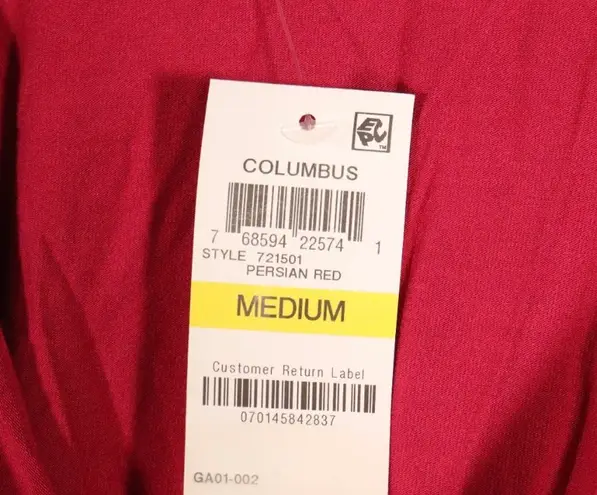 COLUMBUS
7 68594 22574 1
STYLE 721501
PERSIAN RED
MEDIUM
Customer Return Label
070145842837
GA01-002